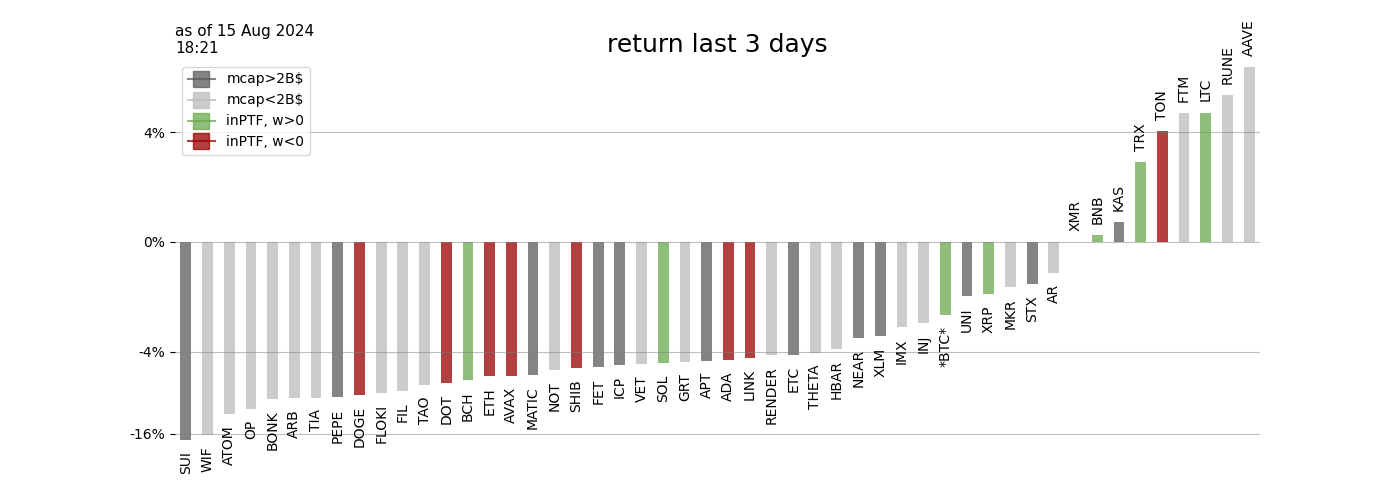 as of 15 Aug 2024
18:21
return last 3 days
mcap>2B$
mcap<2B$
inPTF, w>0
inPTF, w<0
4%
0%
-4%
-16%
SUI
WIF
ATOM
OP
BONK
ARB
TIA
PEPE
DOGE
FLOKI
FIL
TAO
DOT
BCH
ETH
AVAX
MATIC
NOT
SHIB
FET
ICP
VET
SOL
GRT
APT
ADA
LINK
RENDER
ETC
THETA
HBAR
NEAR
XLM
IMX
INJ
*BTC*
UNI
XRP
MKR
STX
AR
XMR
BNB
KAS
TRX
TON
FTM
LTC
RUNE
AAVE